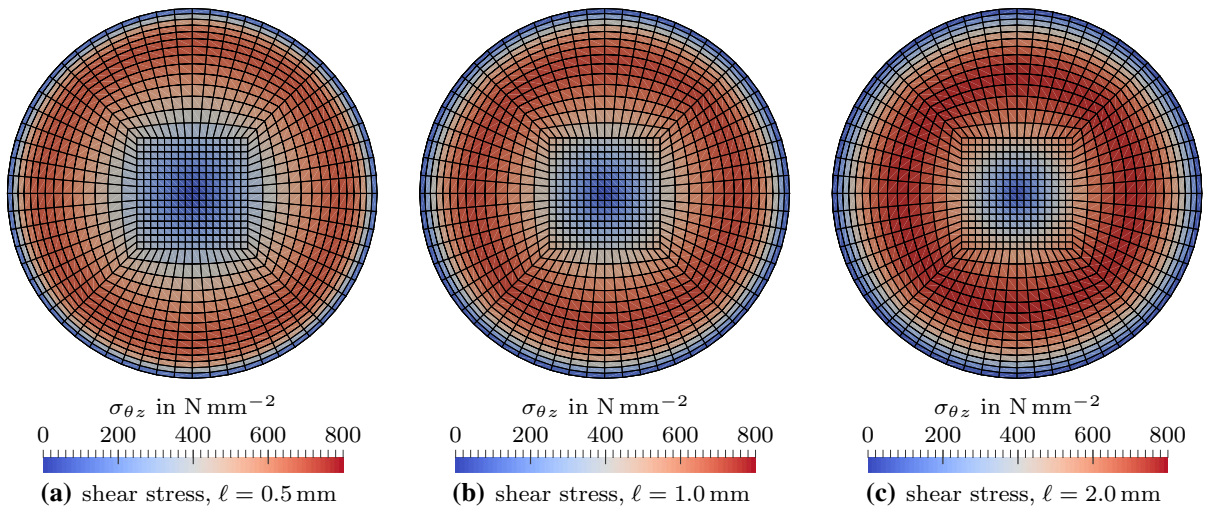 σθz in N mm−2 σθz in N mm−2 σθz in N mm−2
0 200 400 600 800 0 200 400 600 800 0 200 400 600 800
(a) shear stress, ℓ = 0.5 mm (b) shear stress, ℓ = 1.0 mm (c) shear stress, ℓ = 2.0 mm